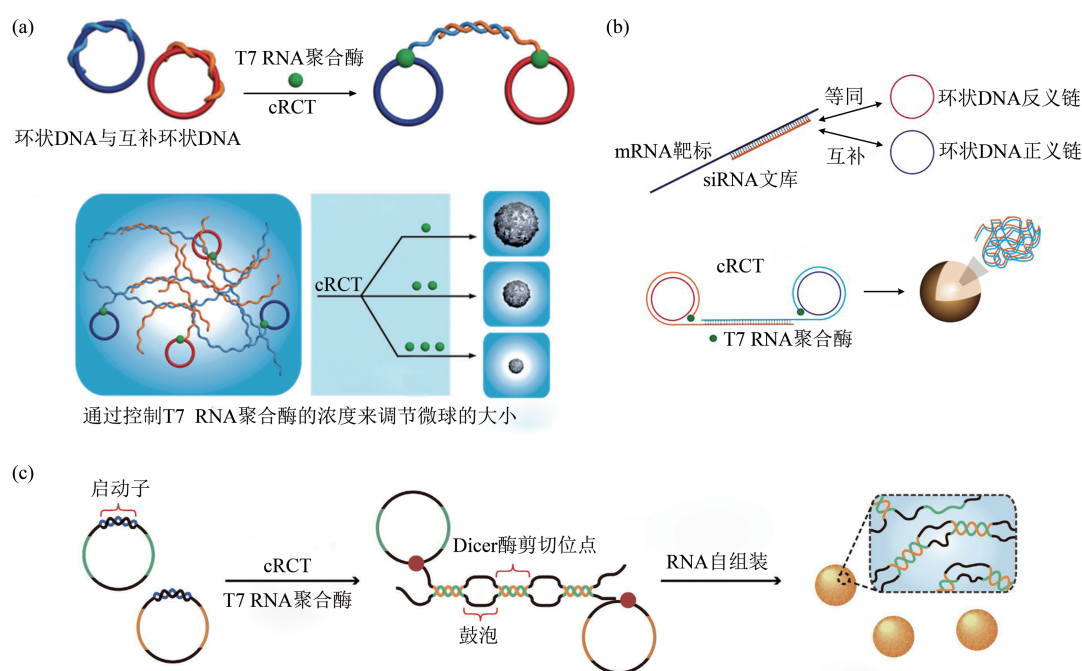 (a)
T7 RNA聚合酶
cRCT
环状DNA与互补环状DNA
cRCT
通过控制T7 RNA聚合酶的浓度来调节微球的大小
(b)
等同
环状DNA反义链
mRNA靶标
互补
环状DNA正义链
siRNA文库
cRCT
T7 RNA聚合酶
(c)
启动子
cRCT
T7 RNA聚合酶
Dicer酶剪切位点
鼓泡
RNA自组装